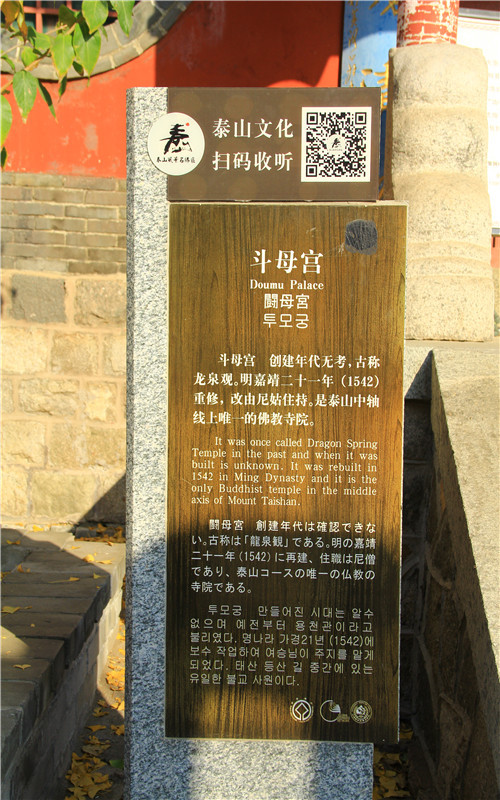 泰山文化
扫码收听
泰
泰山风景名胜区
斗母宫
Doumu Palace
闘母宮
투모궁
斗母宫 创建年代无考，古称
龙泉观。明嘉靖二十一年（1542）
重修，改由尼姑住持。是泰山中轴
线上唯一的佛教寺院。
It was once called Dragon Spring
Temple in the past and when it was
built is unknown. It was rebuilt in
1542 in Ming Dynasty and it is the
only Buddhist temple in the middle
axis of Mount Taishan.
闘母宮 創建年代は確認できな
い。古称は「龍泉観」である。明の嘉靖
二十一年(1542)に再建、住職は尼僧
であり、泰山コースの唯一の仏教の
寺院である。
투모궁 만들어진 시대는 알수
없으며 예전부터 용천관이라고
불리였다. 명나라 가경21년 (1542)에
보수 작업하여 여승님이 주지를 맡게
되었다. 태산 등산 길 중간에 있는
유일한 불교 사원이다.